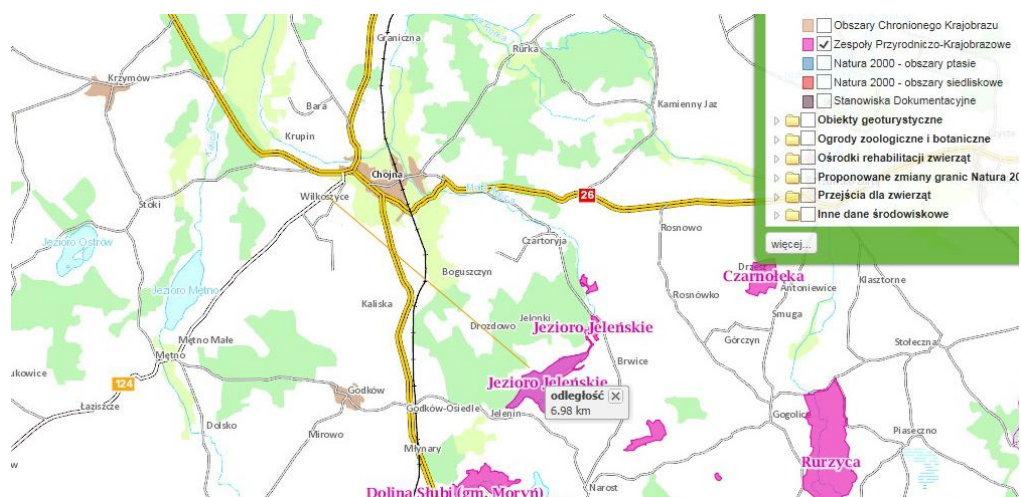 Obszary Chronionego Krajobrazu
Zespoły Przyrodniczo-Krajobrazowe
Natura 2000 - obszary ptasie
Natura 2000 - obszary siedliskowe
Stanowiska Dokumentacyjne
Obiekty geoturystyczne
Ogrody zoologiczne i botaniczne
Ośrodki rehabilitacji zwierząt
Proponowane zmiany granic Natura 20
Przejścia dla zwierząt
Inne dane środowiskowe
więcej...
Graniczna
Rurka
Krzymów
Bara
Kamienny Jaz
Krupin
Chojna
Wilkoszyce
26
Stoki
Rosnowo
Jezioro Ostrów
Czartoryja
Boguszczyn
Czarnołęka
Klasztorne
Antoniewice
Jezioro Mętno
Kaliska
Rosnówko
Smuga
Drozdowo
Jelonki
Jezioro Jeleńskie
Mętno Małe
Górczyn
Stołeczna
Mętno
Brwice
124
Jezioro Jeleńskie
odległość
6.98 km
Godków
Łaziszcze
Godków-Osiedle
Jelenin
Gogolice
Dolsko
Mirowo
Piaseczno
Młynary
Rurzyca
Narost
Dolina Słubi (gm. Moryń)